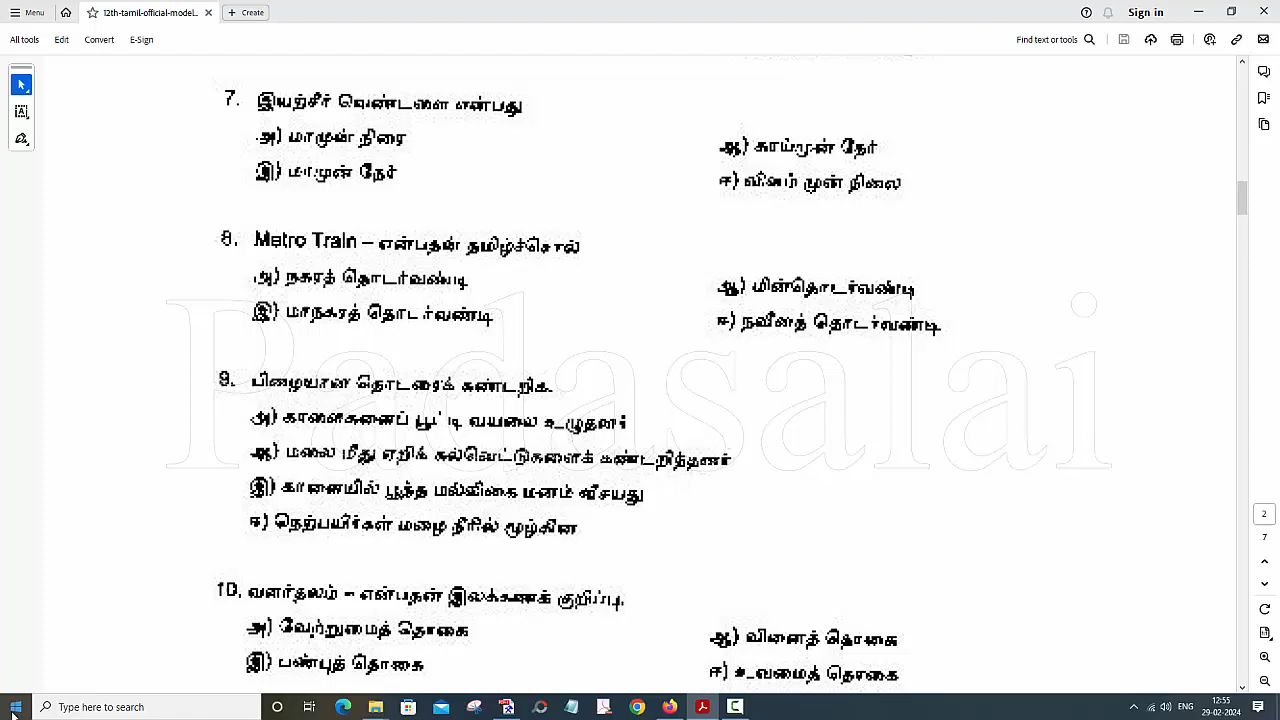 Menu 12th-tamil-official-model... Create Sign in
All tools Edit Convert E-Sign Find text or tools
7. இயற்சீர் வெண்டளை என்பது
அ) மாமுன் நிரை ஆ) காய்முன் நேர்
இ) மாமுன் நேர் ஈ) விளம் முன் நிலை
8. Metro Train – என்பதன் தமிழ்ச்சொல்
அ) நகரத் தொடர்வண்டி ஆ) மின்தொடர்வண்டி
இ) மாநகரத் தொடர்வண்டி ஈ) நவீனத் தொடர்வண்டி
9. பிழையான தொடரைக் கண்டறிக.
அ) காளைகளைப் பூட்டி வயலை உழுதனர்
ஆ) மலை மீது ஏறிக் கல்வெட்டுகளைக் கண்டறிந்தனர்
இ) காளையில் பூத்த மல்லிகை மனம் வீசியது
ஈ) நெற்பயிர்கள் மழை நீரில் மூழ்கின
10. வளர்தலம் – என்பதன் இலக்கணக் குறிப்பு.
அ) வேற்றுமைத் தொகை ஆ) வினைத் தொகை
இ) பண்புத் தொகை ஈ) உவமைத் தொகை
Padasalai
2
7
Type here to search ENG 12:55
29-02-2024